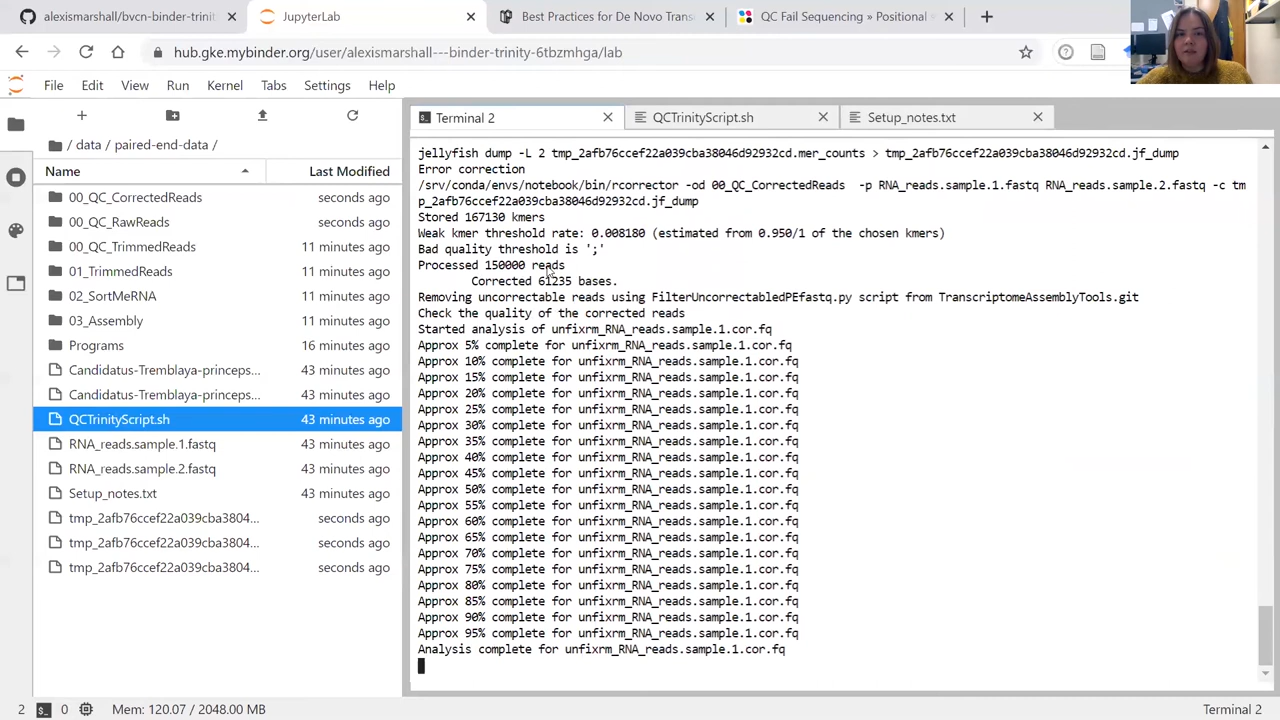 alexismarshall/bvcn-binder-trinit
JupyterLab
Best Practices for De Novo Trans
QC Fail Sequencing » Positional
hub.gke.mybinder.org/user/alexismarshall---binder-trinity-6tbzmhga/lab
File Edit View Run Kernel Tabs Settings Help
Terminal 2
QCTrinityScript.sh
Setup_notes.txt
/ data / paired-end-data /
Name Last Modified
00_QC_CorrectedReads seconds ago
00_QC_RawReads seconds ago
00_QC_TrimmedReads 11 minutes ago
01_TrimmedReads 11 minutes ago
02_SortMeRNA 11 minutes ago
03_Assembly 11 minutes ago
Programs 16 minutes ago
Candidatus-Tremblaya-princeps... 43 minutes ago
Candidatus-Tremblaya-princeps... 43 minutes ago
QCTrinityScript.sh 43 minutes ago
RNA_reads.sample.1.fastq 43 minutes ago
RNA_reads.sample.2.fastq 43 minutes ago
Setup_notes.txt 43 minutes ago
tmp_2afb76ccef22a039cba3804... seconds ago
tmp_2afb76ccef22a039cba3804... seconds ago
tmp_2afb76ccef22a039cba3804... seconds ago
jellyfish dump -L 2 tmp_2afb76ccef22a039cba38046d92932cd.mer_counts > tmp_2afb76ccef22a039cba38046d92932cd.jf_dump
Error correction
/srv/conda/envs/notebook/bin/rcorrector -od 00_QC_CorrectedReads -p RNA_reads.sample.1.fastq RNA_reads.sample.2.fastq -c tm
p_2afb76ccef22a039cba38046d92932cd.jf_dump
Stored 167130 kmers
Weak kmer threshold rate: 0.008180 (estimated from 0.950/1 of the chosen kmers)
Bad quality threshold is ';'
Processed 150000 reads
Corrected 61235 bases.
Removing uncorrectable reads using FilterUncorrectabledPEfastq.py script from TranscriptomeAssemblyTools.git
Check the quality of the corrected reads
Started analysis of unfixrm_RNA_reads.sample.1.cor.fq
Approx 5% complete for unfixrm_RNA_reads.sample.1.cor.fq
Approx 10% complete for unfixrm_RNA_reads.sample.1.cor.fq
Approx 15% complete for unfixrm_RNA_reads.sample.1.cor.fq
Approx 20% complete for unfixrm_RNA_reads.sample.1.cor.fq
Approx 25% complete for unfixrm_RNA_reads.sample.1.cor.fq
Approx 30% complete for unfixrm_RNA_reads.sample.1.cor.fq
Approx 35% complete for unfixrm_RNA_reads.sample.1.cor.fq
Approx 40% complete for unfixrm_RNA_reads.sample.1.cor.fq
Approx 45% complete for unfixrm_RNA_reads.sample.1.cor.fq
Approx 50% complete for unfixrm_RNA_reads.sample.1.cor.fq
Approx 55% complete for unfixrm_RNA_reads.sample.1.cor.fq
Approx 60% complete for unfixrm_RNA_reads.sample.1.cor.fq
Approx 65% complete for unfixrm_RNA_reads.sample.1.cor.fq
Approx 70% complete for unfixrm_RNA_reads.sample.1.cor.fq
Approx 75% complete for unfixrm_RNA_reads.sample.1.cor.fq
Approx 80% complete for unfixrm_RNA_reads.sample.1.cor.fq
Approx 85% complete for unfixrm_RNA_reads.sample.1.cor.fq
Approx 90% complete for unfixrm_RNA_reads.sample.1.cor.fq
Approx 95% complete for unfixrm_RNA_reads.sample.1.cor.fq
Analysis complete for unfixrm_RNA_reads.sample.1.cor.fq
2 0 Mem: 120.07 / 2048.00 MB Terminal 2